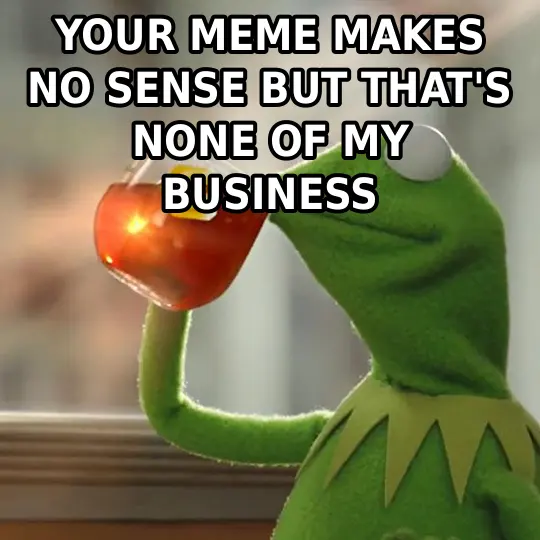 YOUR MEME MAKES
NO SENSE BUT THAT'S
NONE OF MY
BUSINESS